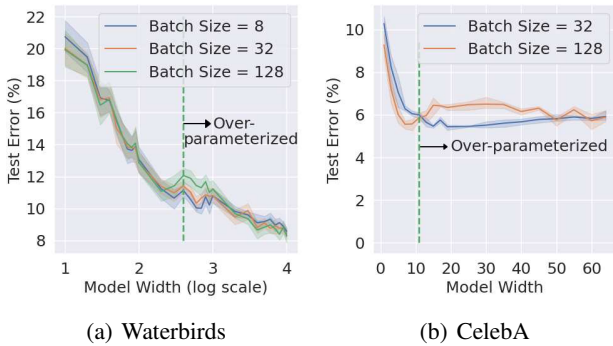 22
20
18
16
14
12
10
8
Test Error (%)
Batch Size = 8
Batch Size = 32
Batch Size = 128
Over-
parameterized
1
2
3
4
Model Width (log scale)
(a) Waterbirds
10
8
6
4
2
0
Test Error (%)
Batch Size = 32
Batch Size = 128
Over-parameterized
0
10
20
30
40
50
60
Model Width
(b) CelebA